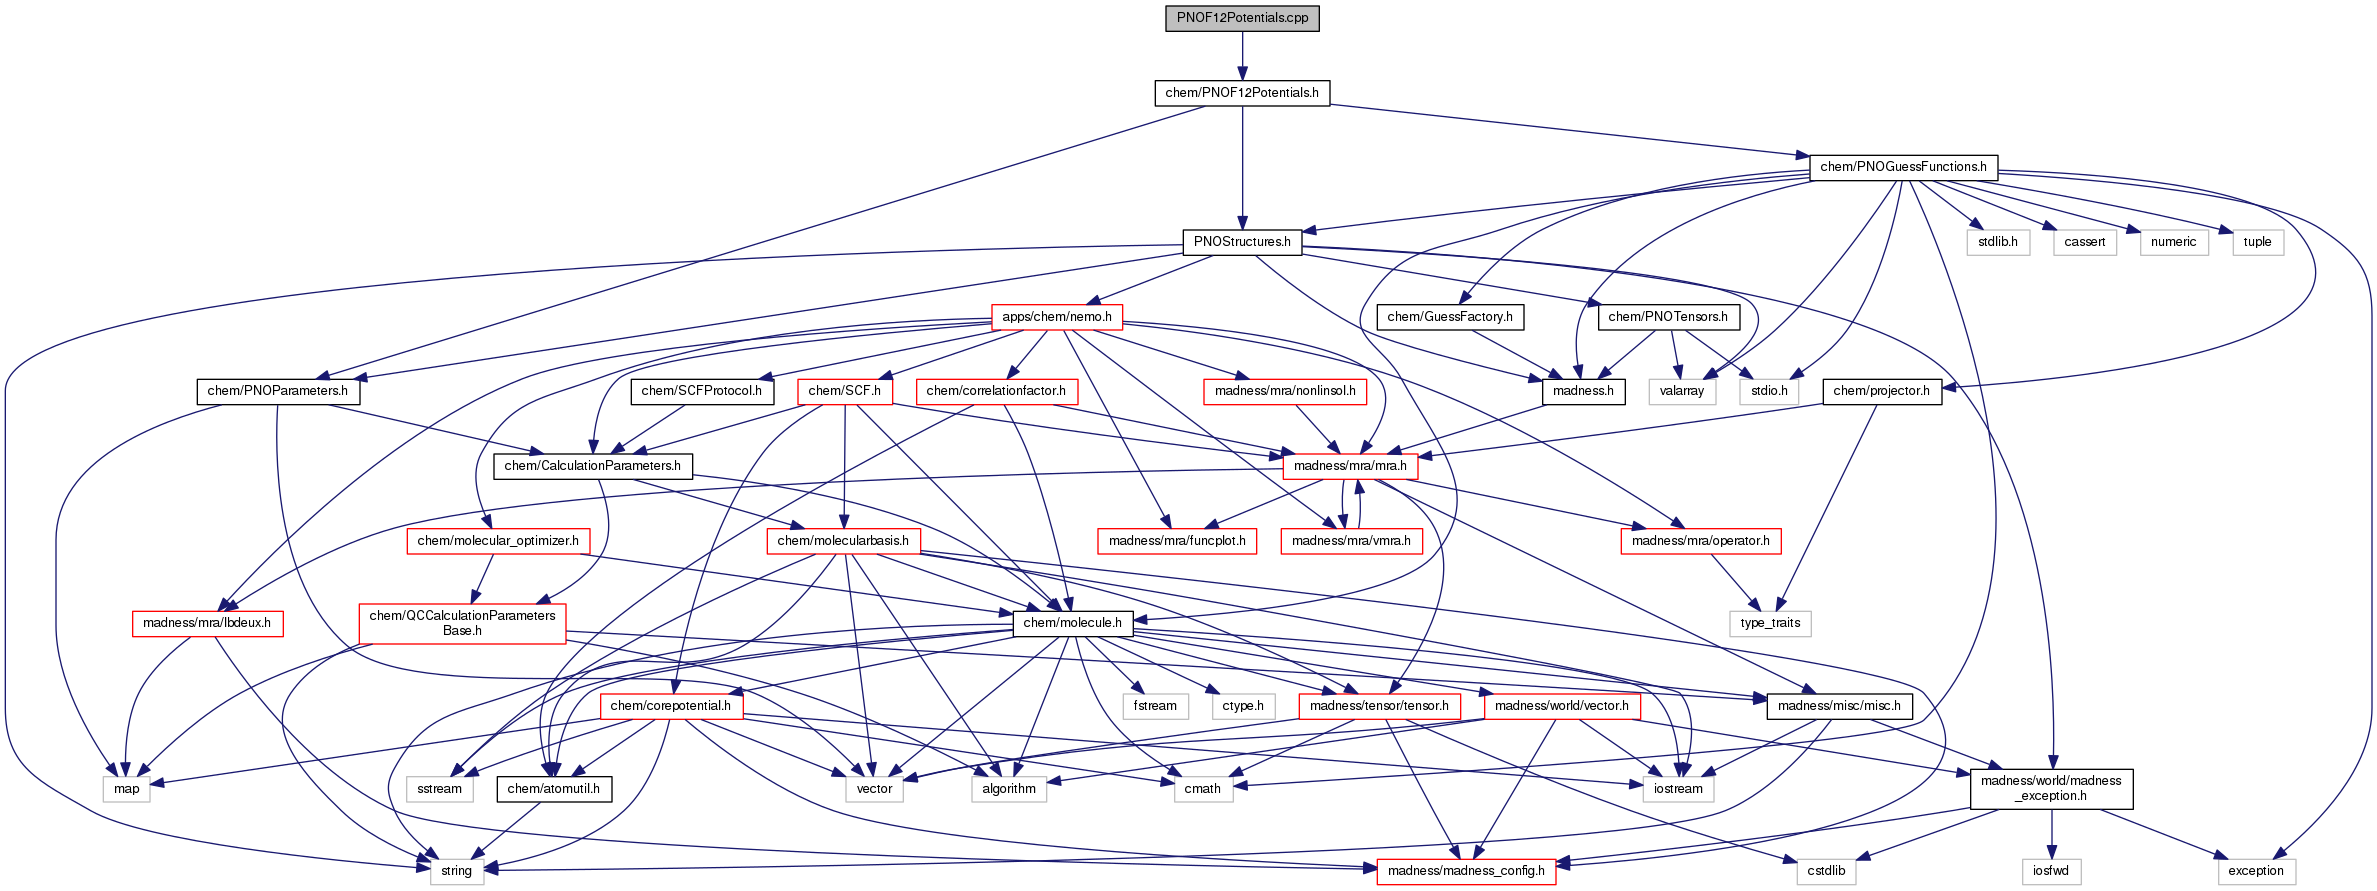 PNOF12Potentials.cpp
chem/PNOF12Potentials.h
chem/PNOGuessFunctions.h
PNOStructures.h
stdlib.h
cassert
numeric
tuple
apps/chem/nemo.h
chem/GuessFactory.h
chem/PNOTensors.h
chem/PNOParameters.h
chem/SCFProtocol.h
chem/SCF.h
chem/correlationfactor.h
madness/mra/nonlinsol.h
madness.h
valarray
stdio.h
chem/projector.h
chem/CalculationParameters.h
madness/mra/mra.h
chem/molecular_optimizer.h
chem/molecularbasis.h
madness/mra/funcplot.h
madness/mra/vmra.h
madness/mra/operator.h
madness/mra/lbdeux.h
chem/QCCalculationParameters
Base.h
chem/molecule.h
type_traits
chem/corepotential.h
fstream
ctype.h
madness/tensor/tensor.h
madness/world/vector.h
madness/misc/misc.h
map
sstream
chem/atomutil.h
vector
algorithm
cmath
iostream
madness/world/madness
_exception.h
string
madness/madness_config.h
cstdlib
iosfwd
exception